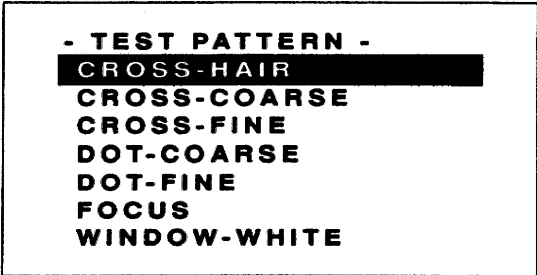 - TEST PATTERN -
CROSS-HAIR
CROSS-COARSE
CROSS-FINE
DOT-COARSE
DOT-FINE
FOCUS
WINDOW-WHITE